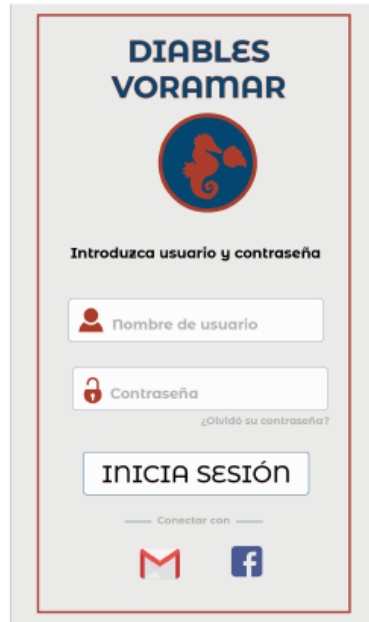 DIABLES
VORAMAR
Introduzca usuario y contraseña
Nombre de usuario
Contraseña
¿Olvidó su contraseña?
INICIA SESIÓN
Conectar con